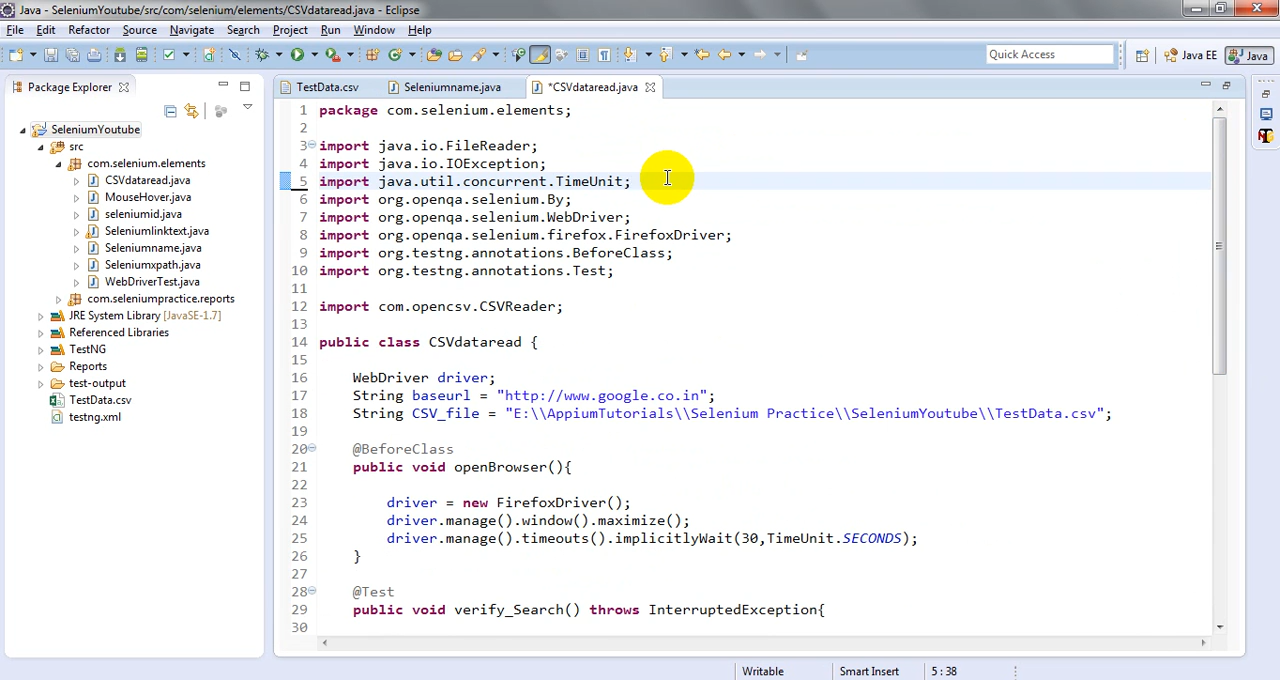 Java - SeleniumYoutube/src/com/selenium/elements/CSVdataread.java - Eclipse
File Edit Refactor Source Navigate Search Project Run Window Help
Quick Access
Java EE
Java
Package Explorer
TestData.csv
Seleniumname.java
*CSVdataread.java
SeleniumYoutube
src
com.selenium.elements
CSVdataread.java
MouseHover.java
seleniumid.java
Seleniumlinktext.java
Seleniumname.java
Seleniumxpath.java
WebDriverTest.java
com.seleniumpractice.reports
JRE System Library [JavaSE-1.7]
Referenced Libraries
TestNG
Reports
test-output
TestData.csv
testng.xml
1 package com.selenium.elements;
2
3 import java.io.FileReader;
4 import java.io.IOException;
5 import java.util.concurrent.TimeUnit;
6 import org.openqa.selenium.By;
7 import org.openqa.selenium.WebDriver;
8 import org.openqa.selenium.firefox.FirefoxDriver;
9 import org.testng.annotations.BeforeClass;
10 import org.testng.annotations.Test;
11
12 import com.opencsv.CSVReader;
13
14 public class CSVdataread {
15
16 WebDriver driver;
17 String baseurl = "http://www.google.co.in";
18 String CSV_file = "E:\\AppiumTutorials\\Selenium Practice\\SeleniumYoutube\\TestData.csv";
19
20 @BeforeClass
21 public void openBrowser(){
22
23 driver = new FirefoxDriver();
24 driver.manage().window().maximize();
25 driver.manage().timeouts().implicitlyWait(30,TimeUnit.SECONDS);
26 }
27
28 @Test
29 public void verify_Search() throws InterruptedException{
30
Writable
Smart Insert
5 : 38